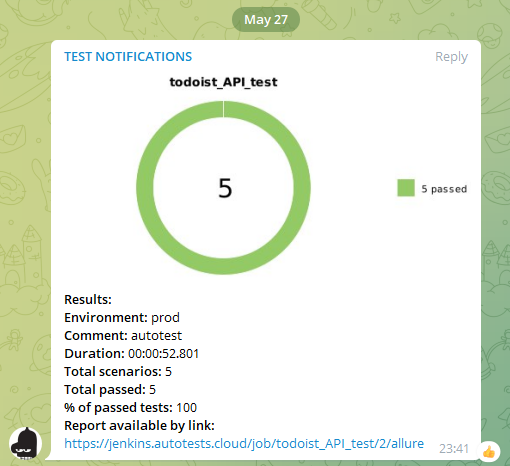 May 27
TEST NOTIFICATIONS Reply
todoist_API_test
5
5 passed
Results:
Environment: prod
Comment: autotest
Duration: 00:00:52.801
Total scenarios: 5
Total passed: 5
% of passed tests: 100
Report available by link:
https://jenkins.autotests.cloud/job/todoist_API_test/2/allure 23:41